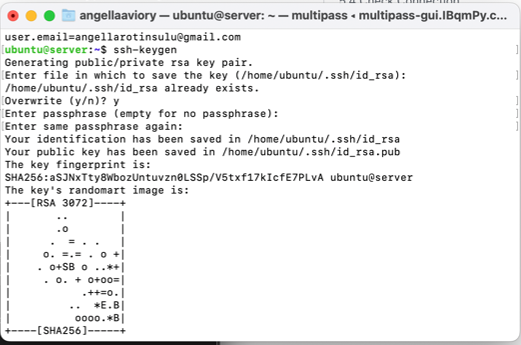 5.4 Check Connection
angellaaviory — ubuntu@server: ~ — multipass ◂ multipass-gui.IBqmPy.c...
user.email=angellarotinsulu@gmail.com
[ubuntu@server:~$ ssh-keygen ]
Generating public/private rsa key pair.
[Enter file in which to save the key (/home/ubuntu/.ssh/id_rsa): ]
/home/ubuntu/.ssh/id_rsa already exists.
[Overwrite (y/n)? y ]
[Enter passphrase (empty for no passphrase): ]
[Enter same passphrase again: ]
Your identification has been saved in /home/ubuntu/.ssh/id_rsa
Your public key has been saved in /home/ubuntu/.ssh/id_rsa.pub
The key fingerprint is:
SHA256:aSJNxTty8WbozUntuvzn0LSSp/V5txf17kIcfE7PLvA ubuntu@server
The key's randomart image is:
+---[RSA 3072]----+
|       ..        |
|       .o        |
|      .  = . .   |
|     o. =.= . o +|
|    . o+SB o ..*+|
|     . o. + o+oo=|
|           .++=o.|
|         ..  *E.B|
|          oooo.*B|
+----[SHA256]-----+